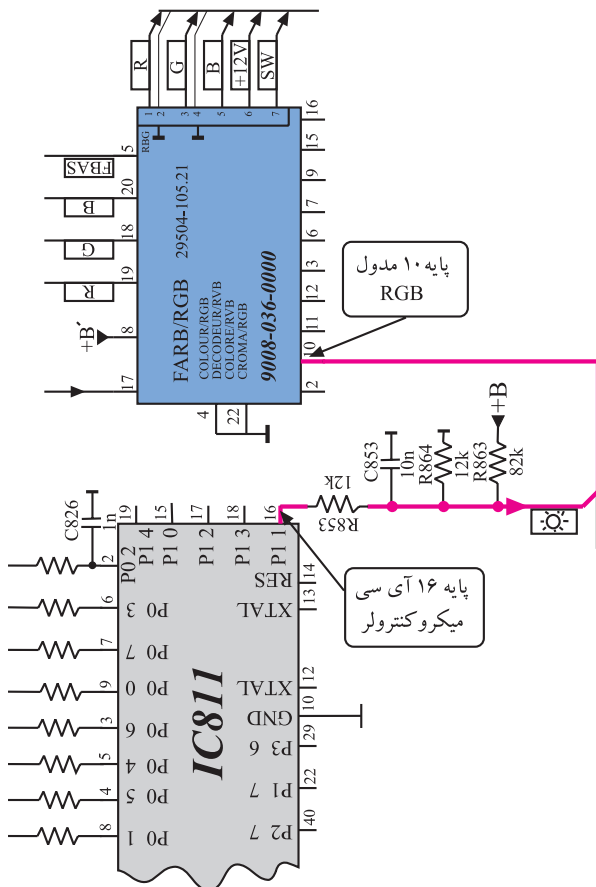 R
G
B
+12V
SW
1
2
3
4
5
6
7
RBG
FBAS
B
G
R
+B'
5
20
18
19
8
17
16
15
9
7
6
3
12
11
10
2
4
22
FARB/RGB
29504-105.21
COLOUR/RGB
DECODEUR/RVB
COLORE/RVB
CROMA/RGB
9008-036-0000
پایه ۱۰ مدول
RGB
+B
C853
10n
R864
12k
R863
82k
R853
12k
پایه ۱۶ آی سی
میکروکنترولر
C826
1n
19
15
17
18
16
P0 2
P1 4
P1 0
P1 2
P1 3
P1 1
2
6
7
9
3
5
4
8
P0 3
P0 7
P0 0
P0 6
P0 4
P0 5
P0 1
IC811
RES
XTAL
XTAL
GND
P3 6
P1 7
P2 7
14
13
12
10
29
22
40